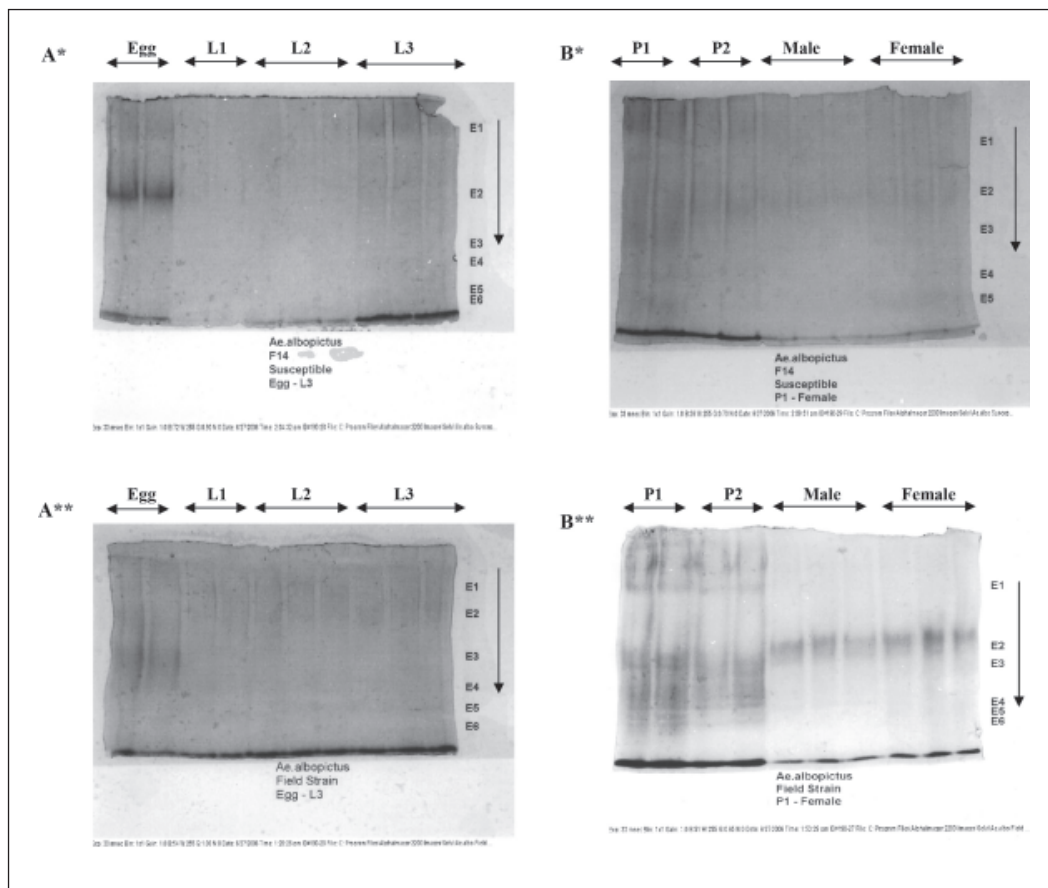 A*
Egg L1 L2 L3
E1
E2
E3
E4
E5
E6
Ae.albopictus
F14
Susceptible
Egg - L3
B*
P1 P2 Male Female
E1
E2
E3
E4
E5
Ae.albopictus
F14
Susceptible
P1 - Female
A**
Egg L1 L2 L3
E1
E2
E3
E4
E5
E6
Ae.albopictus
Field Strain
Egg - L3
B**
P1 P2 Male Female
E1
E2
E3
E4
E5
E6
Ae.albopictus
Field Strain
P1 - Female